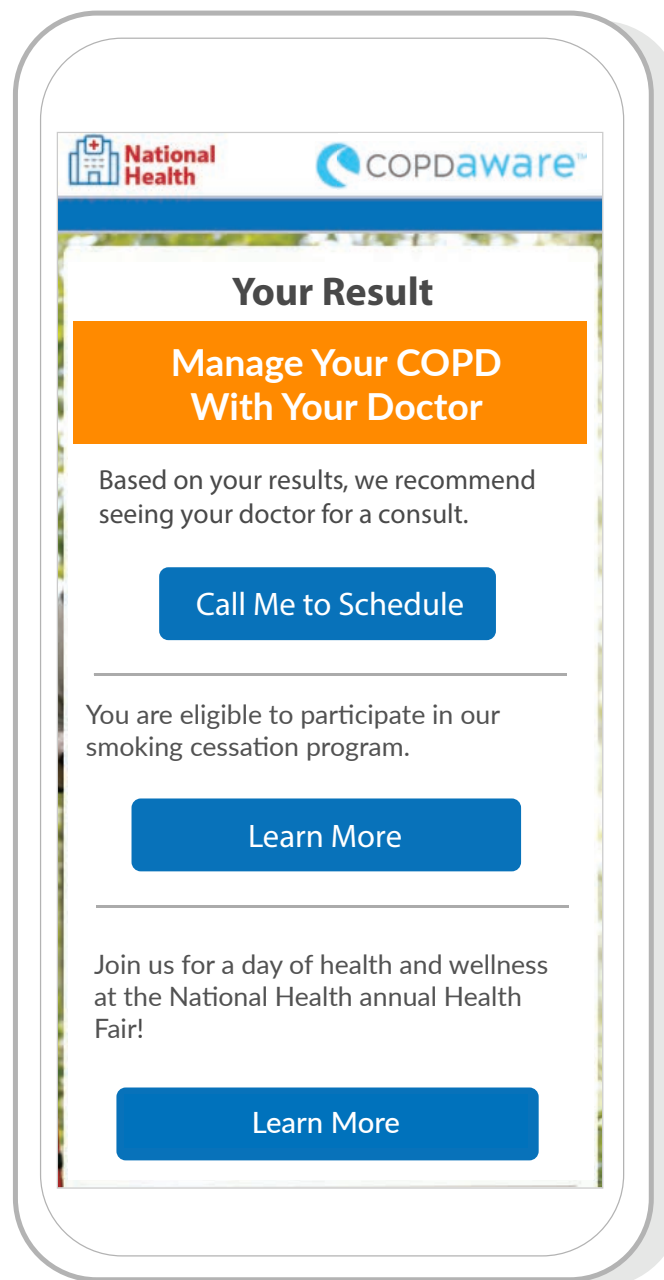 National
Health
COPDaware™
Your Result
Manage Your COPD
With Your Doctor
Based on your results, we recommend
seeing your doctor for a consult.
Call Me to Schedule
You are eligible to participate in our
smoking cessation program.
Learn More
Join us for a day of health and wellness
at the National Health annual Health
Fair!
Learn More